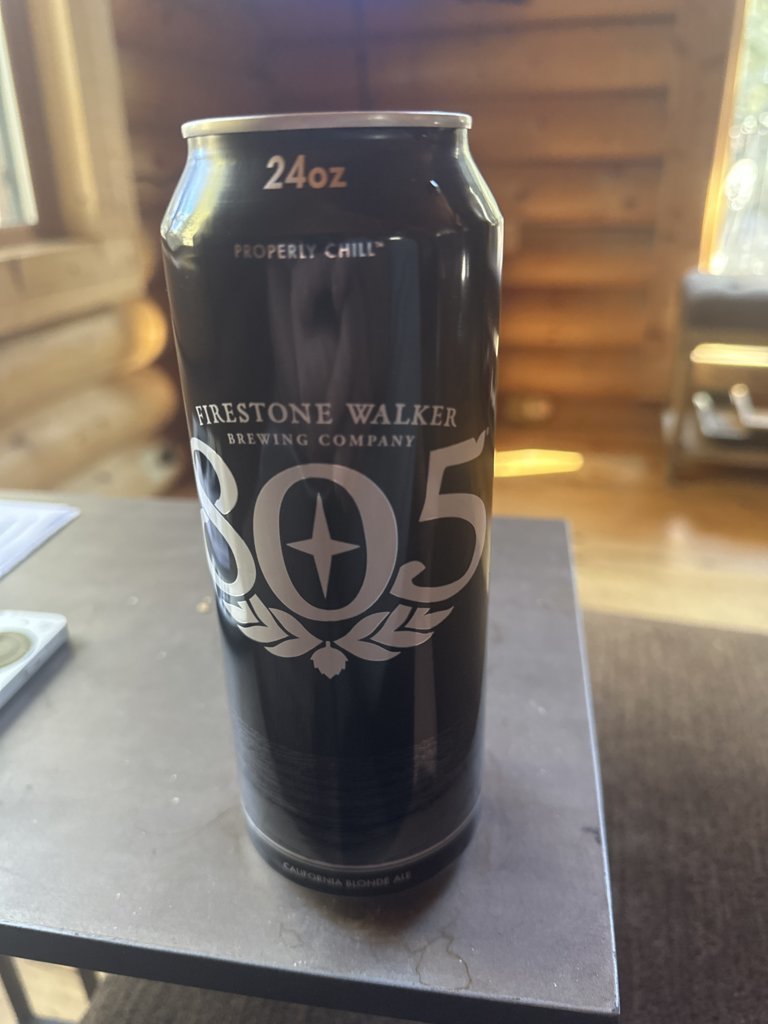 24oz
PROPERLY CHILL™
FIRESTONE WALKER
BREWING COMPANY
805
CALIFORNIA BLONDE ALE